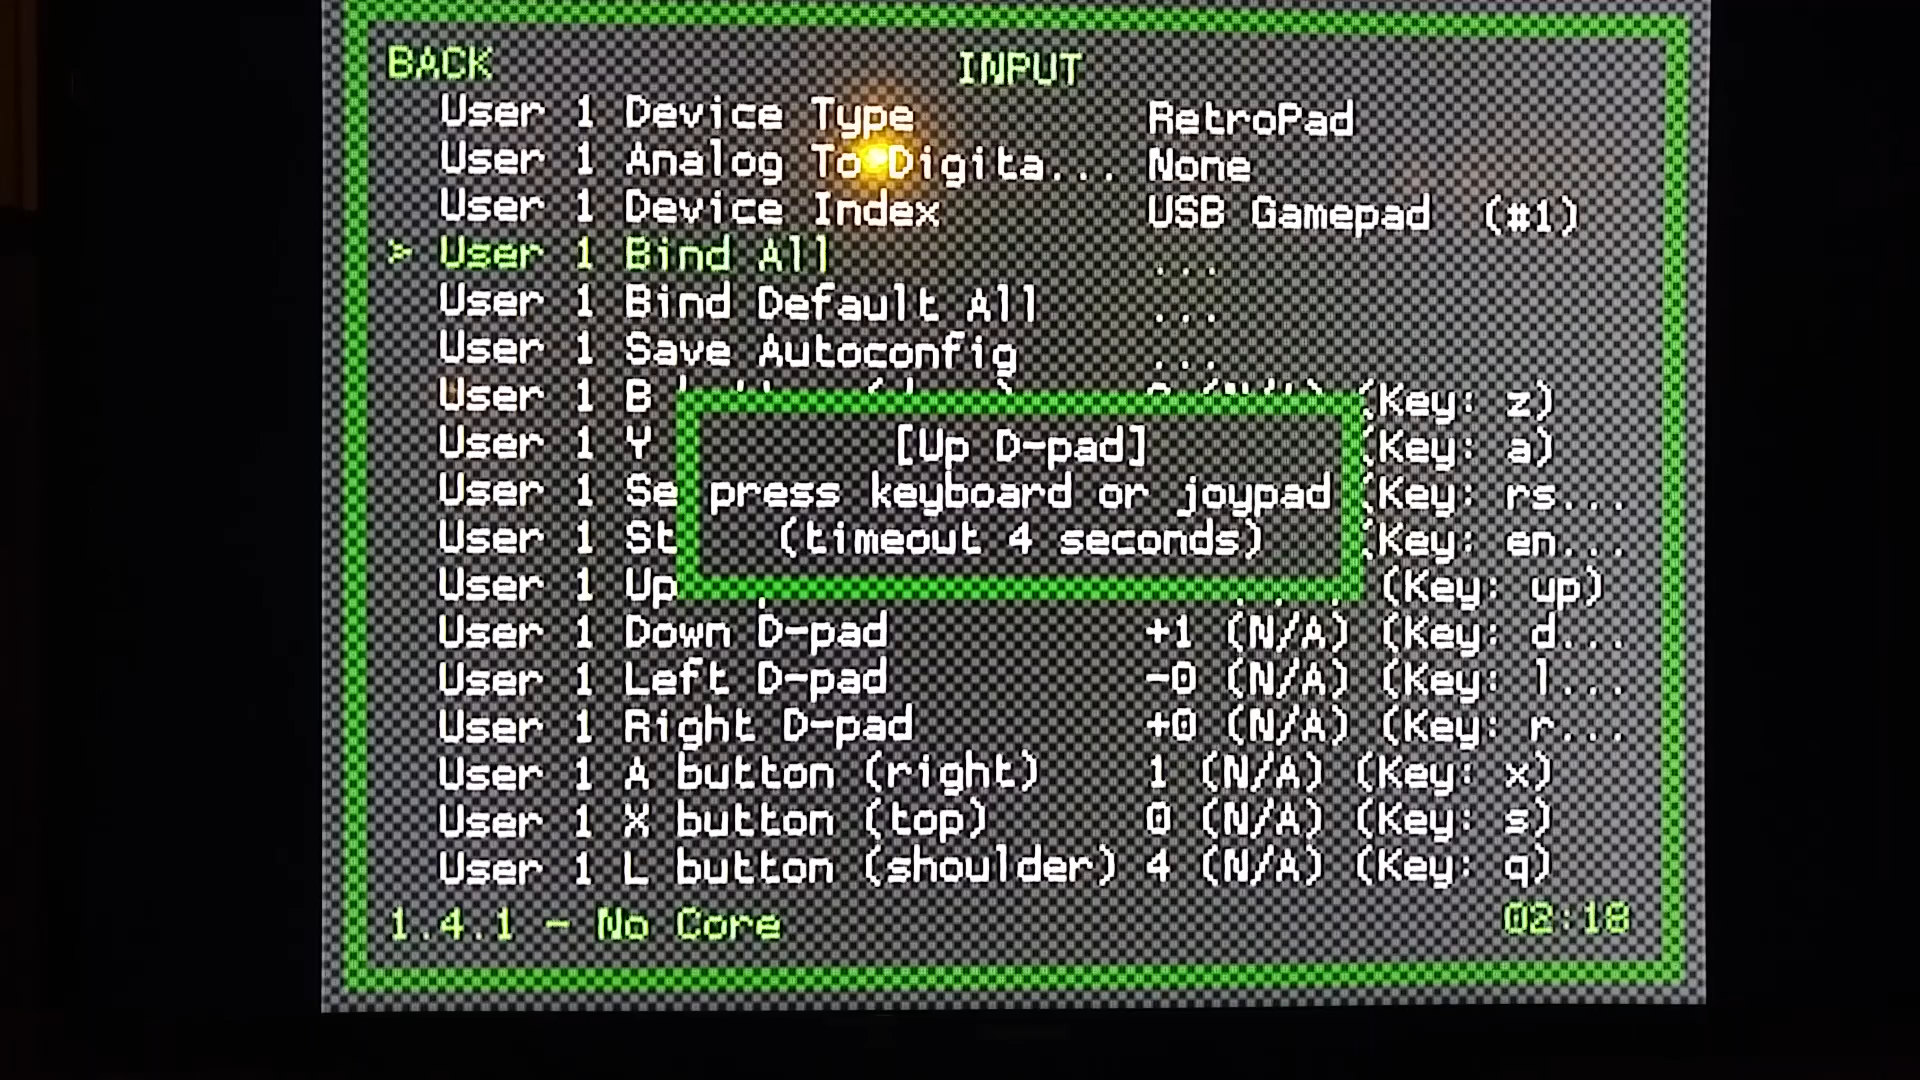 BACK INPUT
User 1 Device Type RetroPad
User 1 Analog To Digita... None
User 1 Device Index USB Gamepad (#1)
> User 1 Bind All ...
User 1 Bind Default All ...
User 1 Save Autoconfig ...
User 1 B (Key: z)
User 1 Y (Key: a)
User 1 Se (Key: rs...
User 1 St (Key: en...
User 1 Up (Key: up)
[Up D-pad]
press keyboard or joypad
(timeout 4 seconds)
User 1 Down D-pad +1 (N/A) (Key: d...
User 1 Left D-pad -0 (N/A) (Key: l...
User 1 Right D-pad +0 (N/A) (Key: r...
User 1 A button (right) 1 (N/A) (Key: x)
User 1 X button (top) 0 (N/A) (Key: s)
User 1 L button (shoulder) 4 (N/A) (Key: q)
1.4.1 - No Core 02:18